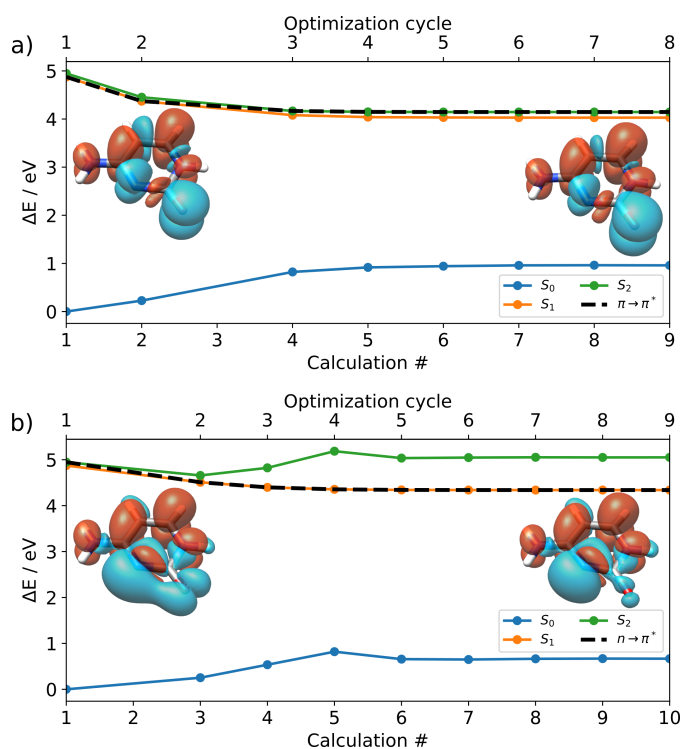 Optimization cycle
a)
1 2 3 4 5 6 7 8
5
4
3
2
1
0
ΔE / eV
S₀ S₂
S₁ π → π*
1 2 3 4 5 6 7 8 9
Calculation #
Optimization cycle
b)
1 2 3 4 5 6 7 8 9
5
4
3
2
1
0
ΔE / eV
S₀ S₂
S₁ n → π*
1 2 3 4 5 6 7 8 9 10
Calculation #